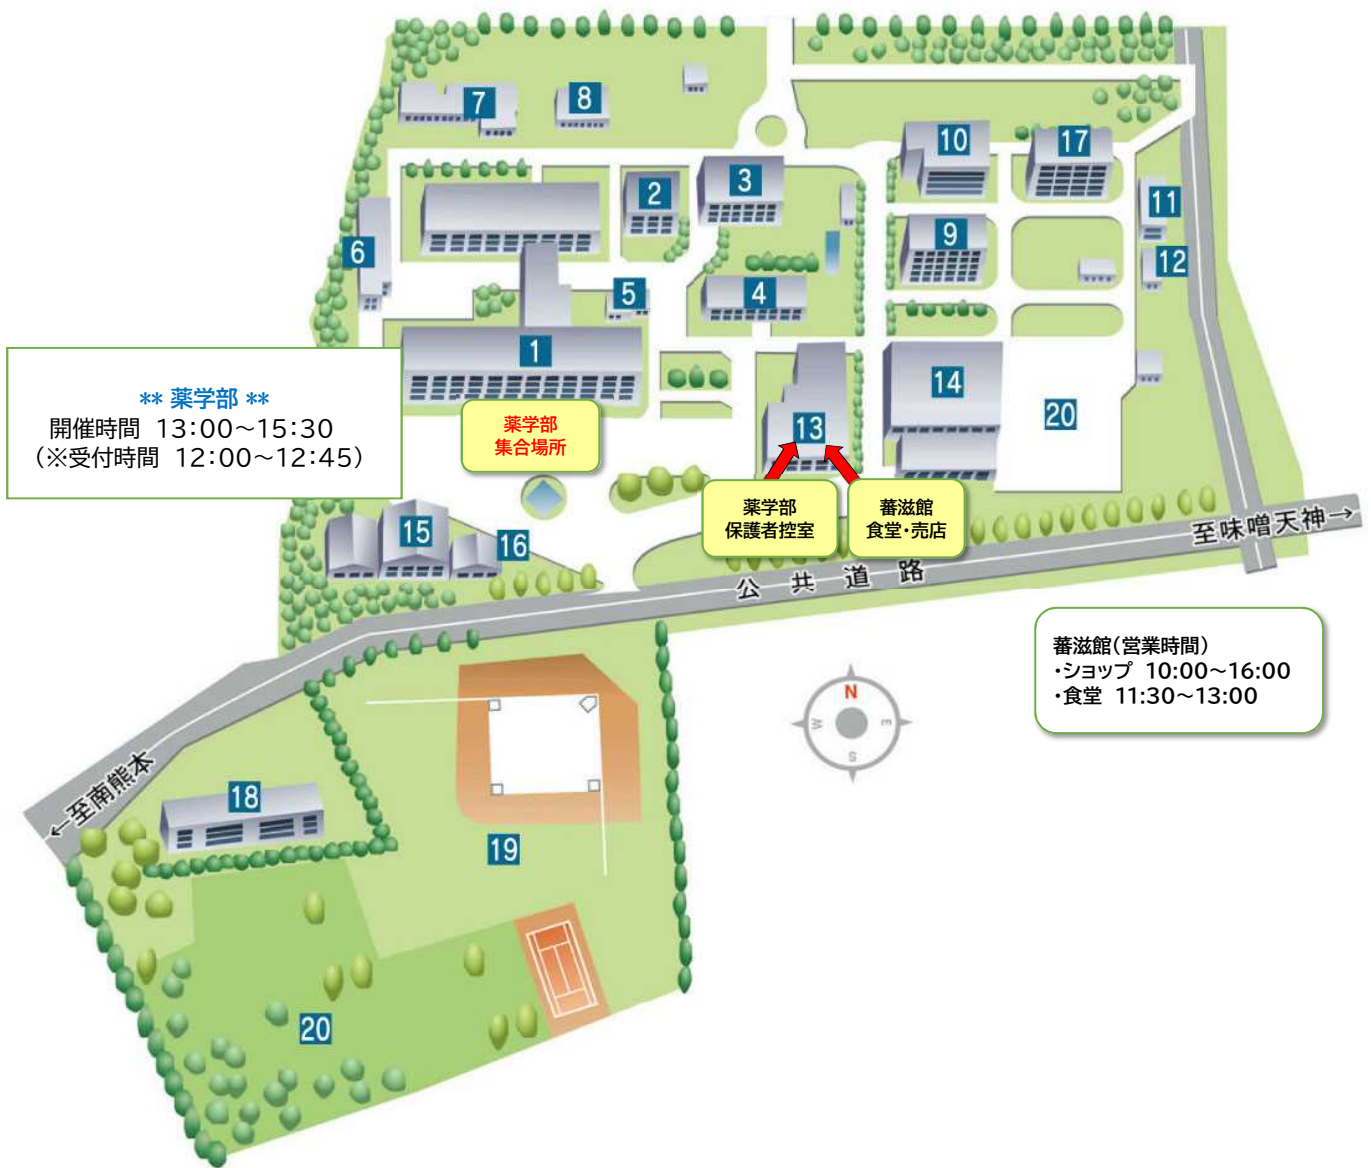 7
8
10
17
2
3
11
6
9
12
5
4
1
14
** 薬学部 **
開催時間 13:00~15:30
(※受付時間 12:00~12:45)
薬学部
集合場所
13
20
薬学部
保護者控室
蕃滋館
食堂・売店
15
16
至味噌天神→
公共道路
蕃滋館(営業時間)
・ショップ 10:00~16:00
・食堂 11:30~13:00
N
W
E
S
←至南熊本
18
19
20